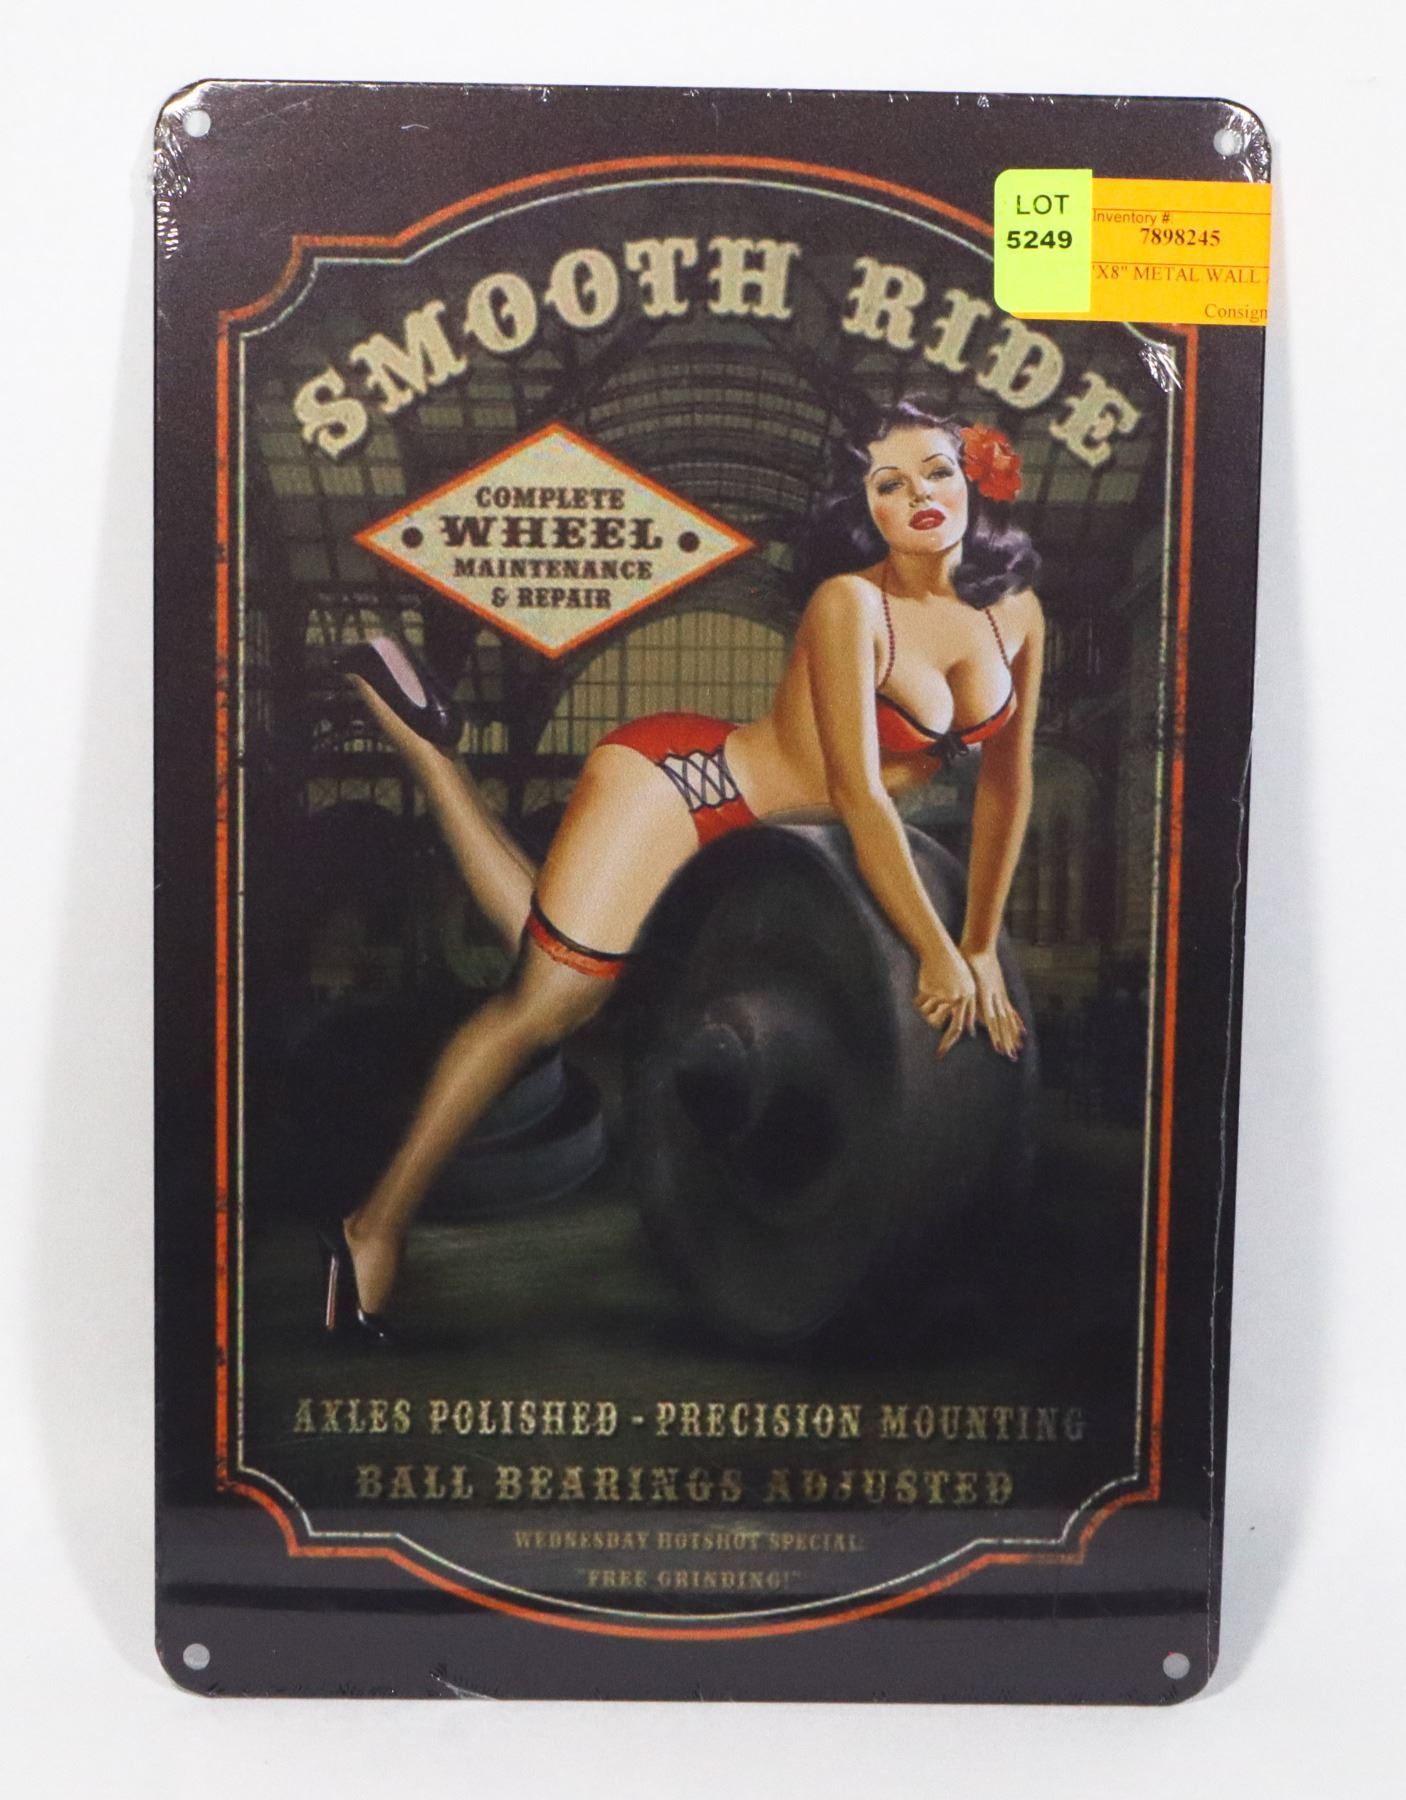 SMOOTH RIDE
LOT
5249
Inventory #:
7898245
"X8" METAL WALL
Consign
COMPLETE
WHEEL
MAINTENANCE
& REPAIR
AXLES POLISHED - PRECISION MOUNTING
BALL BEARINGS ADJUSTED
WEDNESDAY HOTSHOT SPECIAL:
"FREE GRINDING!"